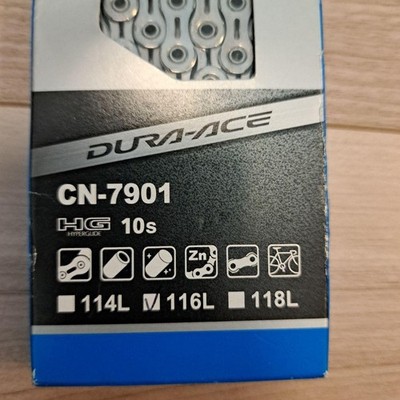 DURA-ACE
CN-7901
HG 10s
HYPERGLIDE
Zn
114L 116L 118L